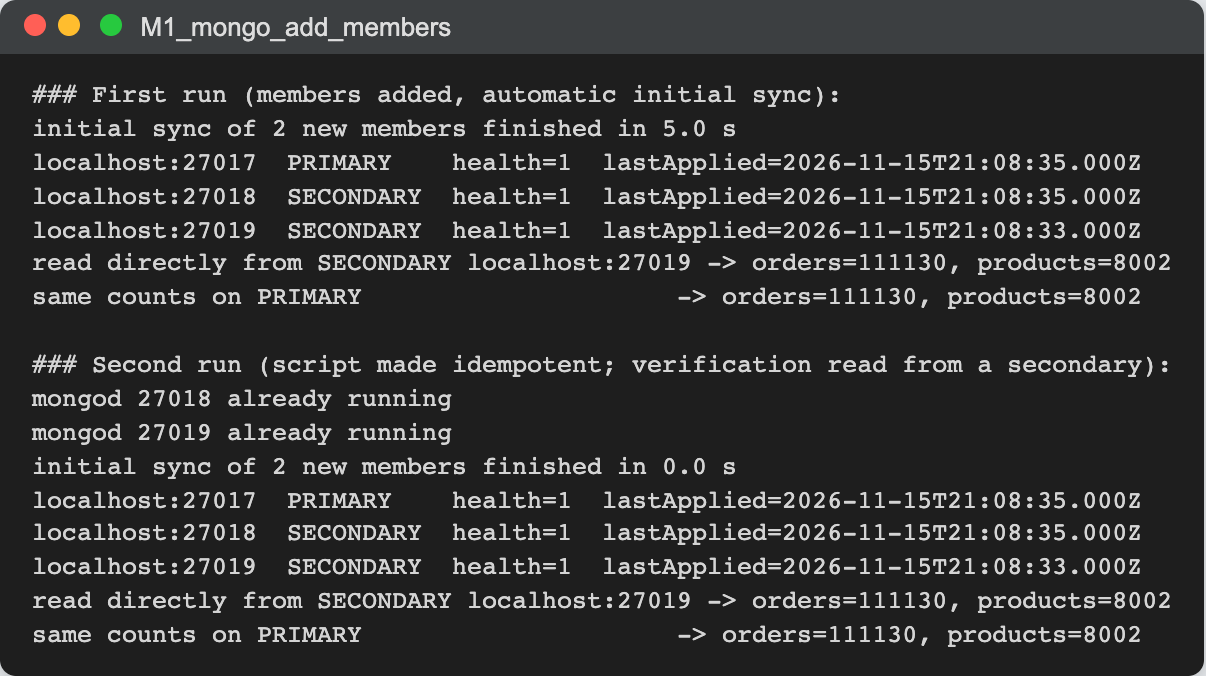 M1_mongo_add_members
### First run (members added, automatic initial sync):
initial sync of 2 new members finished in 5.0 s
localhost:27017  PRIMARY    health=1  lastApplied=2026-11-15T21:08:35.000Z
localhost:27018  SECONDARY  health=1  lastApplied=2026-11-15T21:08:35.000Z
localhost:27019  SECONDARY  health=1  lastApplied=2026-11-15T21:08:33.000Z
read directly from SECONDARY localhost:27019 -> orders=111130, products=8002
same counts on PRIMARY                     -> orders=111130, products=8002
### Second run (script made idempotent; verification read from a secondary):
mongod 27018 already running
mongod 27019 already running
initial sync of 2 new members finished in 0.0 s
localhost:27017  PRIMARY    health=1  lastApplied=2026-11-15T21:08:35.000Z
localhost:27018  SECONDARY  health=1  lastApplied=2026-11-15T21:08:35.000Z
localhost:27019  SECONDARY  health=1  lastApplied=2026-11-15T21:08:33.000Z
read directly from SECONDARY localhost:27019 -> orders=111130, products=8002
same counts on PRIMARY                     -> orders=111130, products=8002